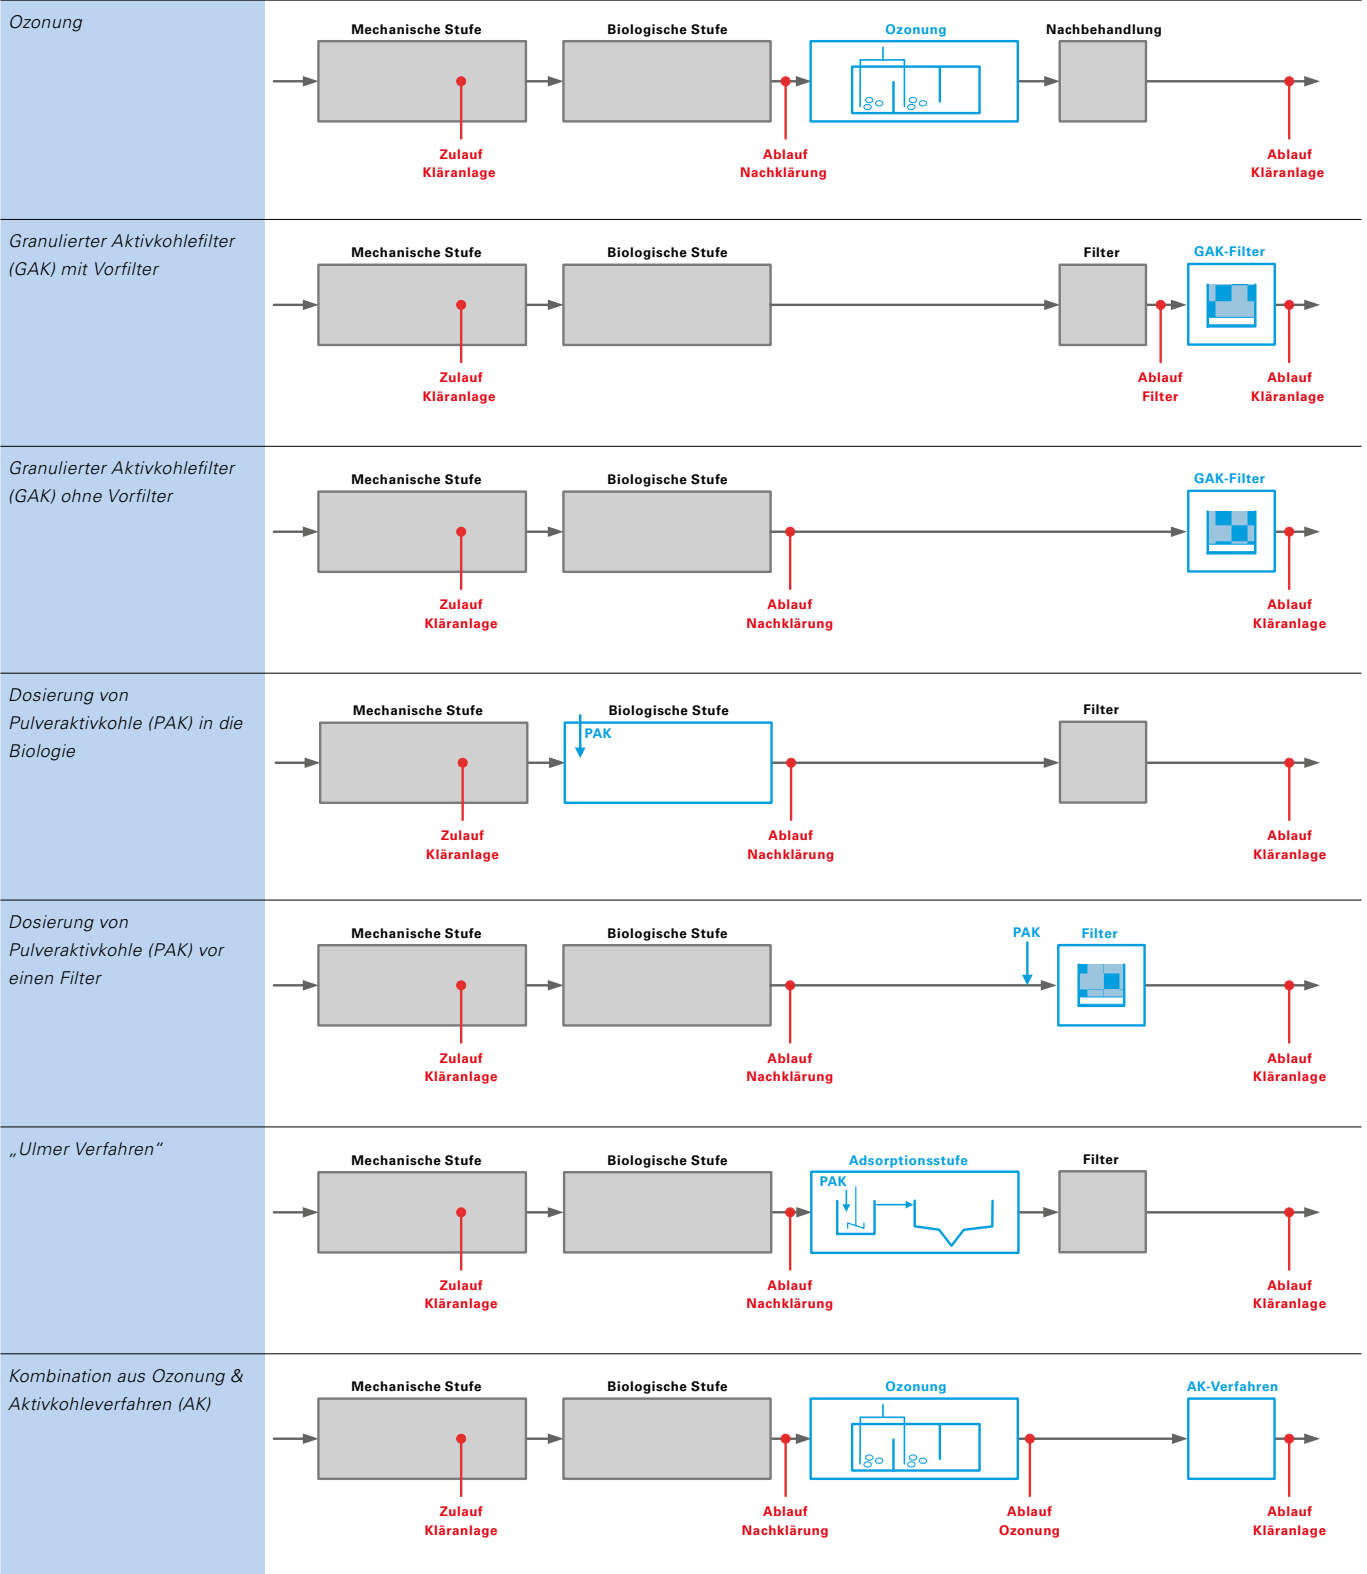 Ozonung
Mechanische Stufe
Biologische Stufe
Ozonung
Nachbehandlung
Zulauf
Kläranlage
Ablauf
Nachklärung
Ablauf
Kläranlage
Granulierter Aktivkohlefilter
(GAK) mit Vorfilter
Mechanische Stufe
Biologische Stufe
Filter
GAK-Filter
Zulauf
Kläranlage
Ablauf
Filter
Ablauf
Kläranlage
Granulierter Aktivkohlefilter
(GAK) ohne Vorfilter
Mechanische Stufe
Biologische Stufe
GAK-Filter
Zulauf
Kläranlage
Ablauf
Nachklärung
Ablauf
Kläranlage
Dosierung von
Pulveraktivkohle (PAK) in die
Biologie
Mechanische Stufe
Biologische Stufe
Filter
PAK
Zulauf
Kläranlage
Ablauf
Nachklärung
Ablauf
Kläranlage
Dosierung von
Pulveraktivkohle (PAK) vor
einen Filter
Mechanische Stufe
Biologische Stufe
PAK
Filter
Zulauf
Kläranlage
Ablauf
Nachklärung
Ablauf
Kläranlage
„Ulmer Verfahren“
Mechanische Stufe
Biologische Stufe
Adsorptionsstufe
Filter
PAK
Zulauf
Kläranlage
Ablauf
Nachklärung
Ablauf
Kläranlage
Kombination aus Ozonung &
Aktivkohleverfahren (AK)
Mechanische Stufe
Biologische Stufe
Ozonung
AK-Verfahren
Zulauf
Kläranlage
Ablauf
Nachklärung
Ablauf
Ozonung
Ablauf
Kläranlage